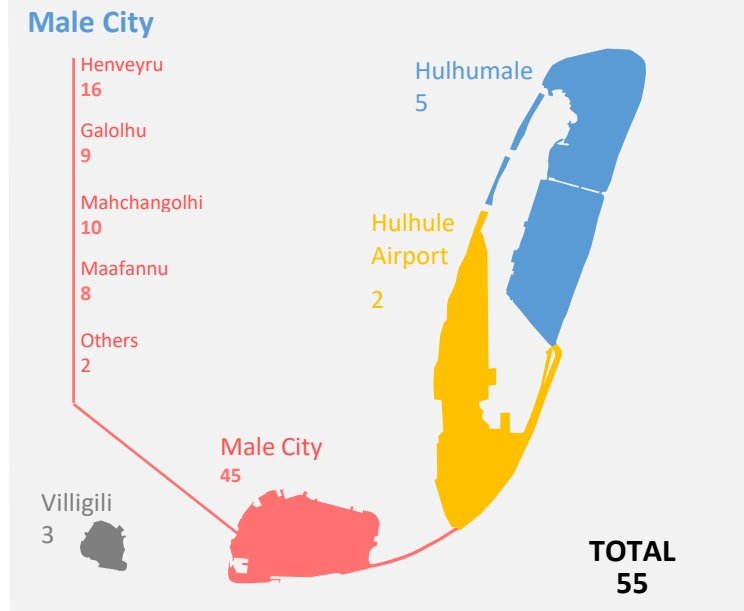 Male City
Henveyru
16
Galolhu
9
Mahchangolhi
10
Maafannu
8
Others
2
Hulhumale
5
Hulhule
Airport
2
Male City
45
Villigili
3
TOTAL
55